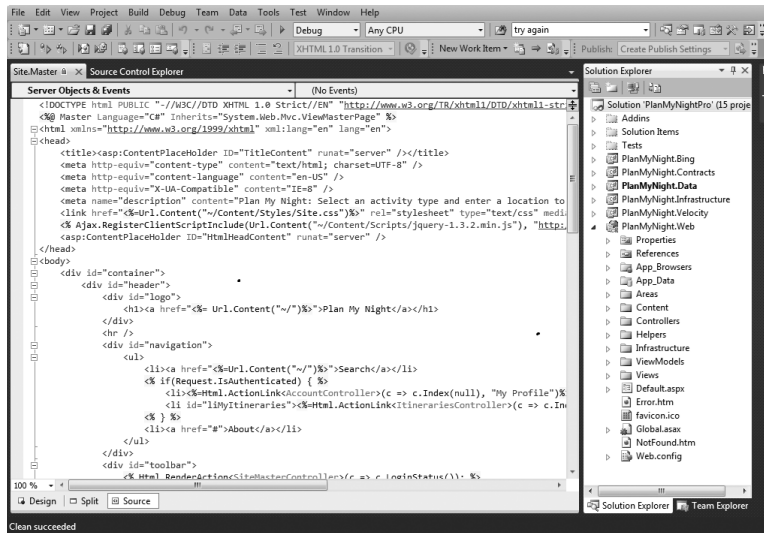 File Edit View Project Build Debug Team Data Tools Test Window Help
Debug Any CPU try again
XHTML 1.0 Transition New Work Item Publish: Create Publish Settings
Site.Master Source Control Explorer
Server Objects & Events (No Events)
<!DOCTYPE html PUBLIC "-//W3C//DTD XHTML 1.0 Strict//EN" "http://www.w3.org/TR/xhtml1/DTD/xhtml1-str
<%@ Master Language="C#" Inherits="System.Web.Mvc.ViewMasterPage" %>
<html xmlns="http://www.w3.org/1999/xhtml" xml:lang="en" lang="en">
<head>
<title><asp:ContentPlaceHolder ID="TitleContent" runat="server" /></title>
<meta http-equiv="content-type" content="text/html; charset=UTF-8" />
<meta http-equiv="content-language" content="en-US" />
<meta http-equiv="X-UA-Compatible" content="IE=8" />
<meta name="description" content="Plan My Night: Select an activity type and enter a location to
<link href="<%=Url.Content("~/Content/Styles/Site.css")%>" rel="stylesheet" type="text/css" medi
<% Ajax.RegisterClientScriptInclude(Url.Content("~/Content/Scripts/jquery-1.3.2.min.js"), "http:
<asp:ContentPlaceHolder ID="HtmlHeadContent" runat="server" />
</head>
<body>
<div id="container">
<div id="header">
<div id="logo">
<h1><a href="<%= Url.Content("~/")%>">Plan My Night</a></h1>
</div>
<hr />
<div id="navigation">
<ul>
<li><a href="<%=Url.Content("~/")%>">Search</a></li>
<% if(Request.IsAuthenticated) { %>
<li><%=Html.ActionLink<AccountController>(c => c.Index(null), "My Profile")%
<li id="liMyItineraries"><%=Html.ActionLink<ItinerariesController>(c => c.In
<% } %>
<li><a href="#">About</a></li>
</ul>
</div>
<div id="toolbar">
<% Html.RenderAction<SiteMasterController>(c => c.LoginStatus()); %>
100 %
Design Split Source
Clean succeeded
Solution Explorer
Solution 'PlanMyNightPro' (15 proje
Addins
Solution Items
Tests
PlanMyNight.Bing
PlanMyNight.Contracts
PlanMyNight.Data
PlanMyNight.Infrastructure
PlanMyNight.Velocity
PlanMyNight.Web
Properties
References
App_Browsers
App_Data
Areas
Content
Controllers
Helpers
Infrastructure
ViewModels
Views
Default.aspx
Error.htm
favicon.ico
Global.asax
NotFound.htm
Web.config
Solution Explorer Team Explorer